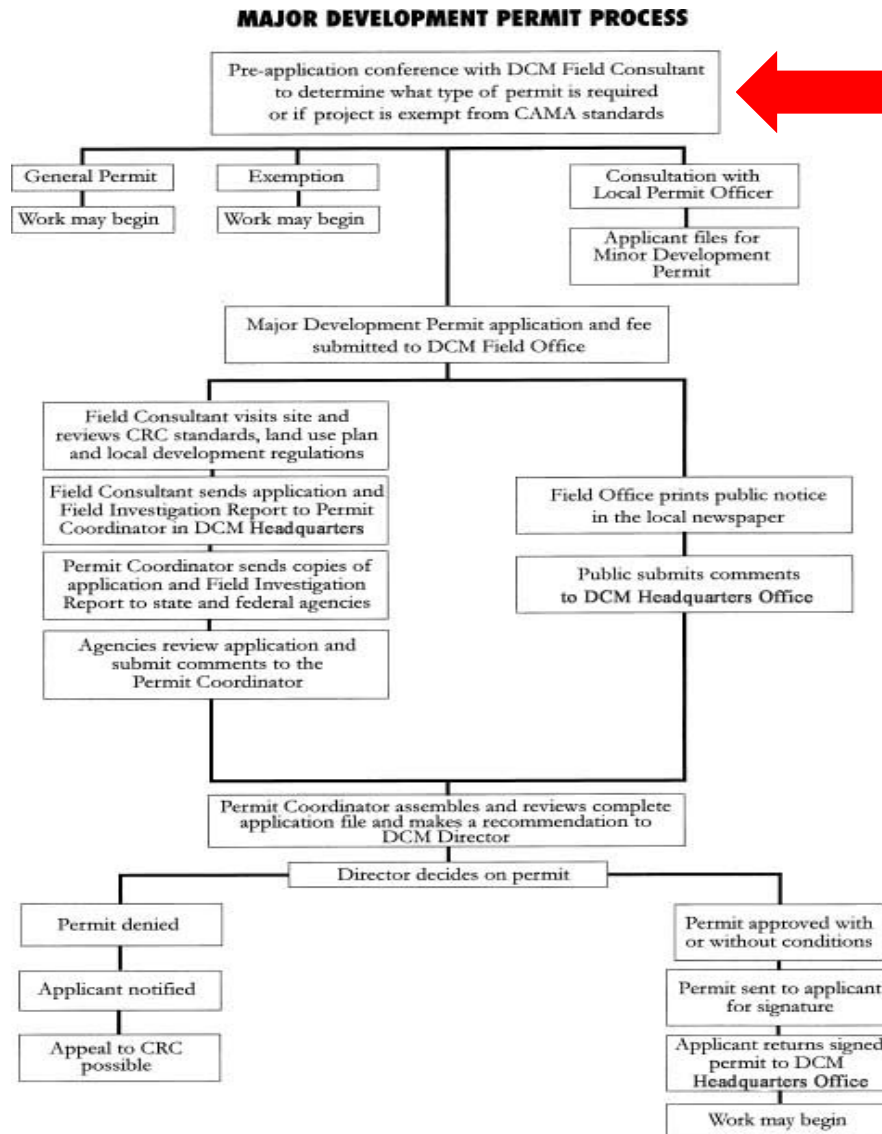 MAJOR DEVELOPMENT PERMIT PROCESS
Pre-application conference with DCM Field Consultant
to determine what type of permit is required
or if project is exempt from CAMA standards
General Permit
Work may begin
Exemption
Work may begin
Consultation with
Local Permit Officer
Applicant files for
Minor Development
Permit
Major Development Permit application and fee
submitted to DCM Field Office
Field Consultant visits site and
reviews CRC standards, land use plan
and local development regulations
Field Consultant sends application and
Field Investigation Report to Permit
Coordinator in DCM Headquarters
Permit Coordinator sends copies of
application and Field Investigation
Report to state and federal agencies
Agencies review application and
submit comments to the
Permit Coordinator
Field Office prints public notice
in the local newspaper
Public submits comments
to DCM Headquarters Office
Permit Coordinator assembles and reviews complete
application file and makes a recommendation to
DCM Director
Director decides on permit
Permit denied
Applicant notified
Appeal to CRC
possible
Permit approved with
or without conditions
Permit sent to applicant
for signature
Applicant returns signed
permit to DCM
Headquarters Office
Work may begin